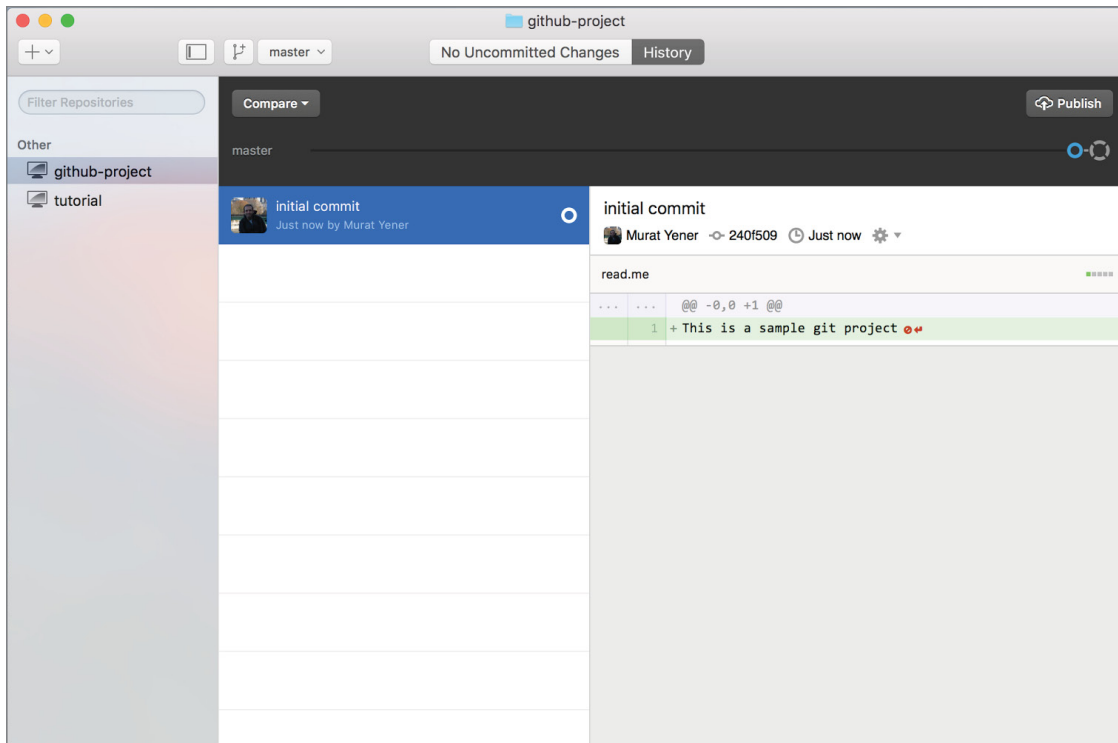 github-project
master
No Uncommitted Changes
History
Filter Repositories
Compare
Publish
Other
master
github-project
tutorial
initial commit
Just now by Murat Yener
initial commit
Murat Yener 240f509 Just now
read.me
... ... @@ -0,0 +1 @@
1 + This is a sample git project